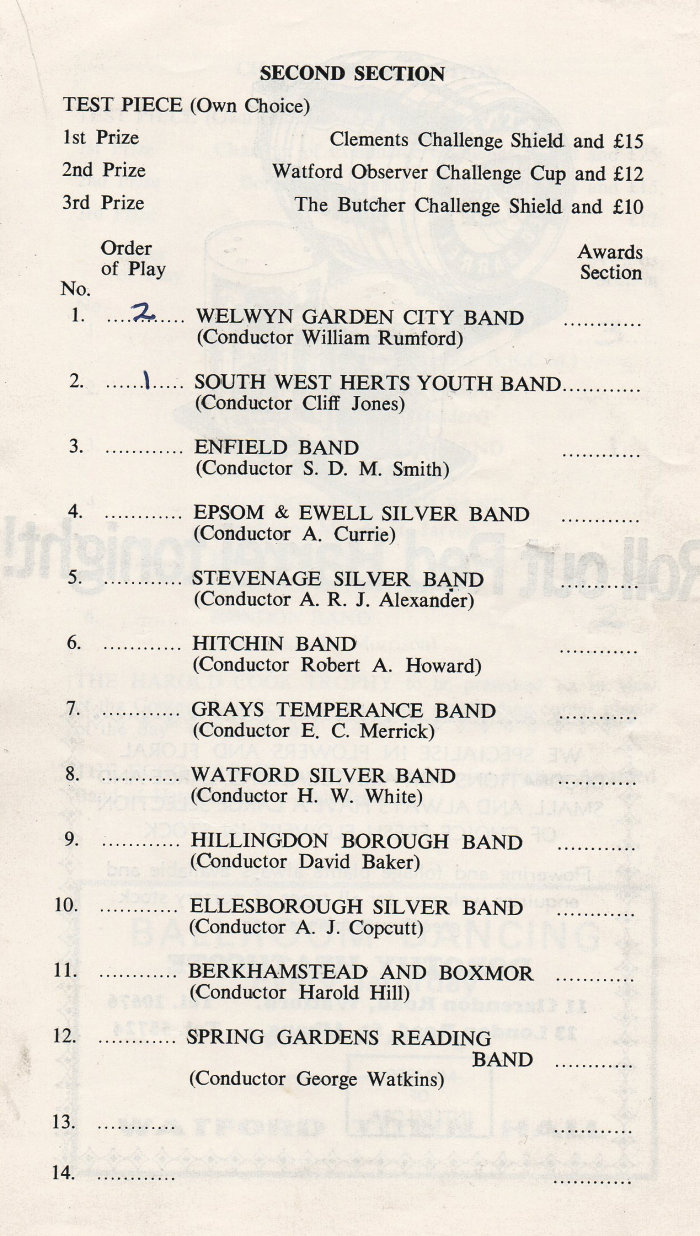 SECOND SECTION
TEST PIECE (Own Choice)
1st Prize Clements Challenge Shield and £15
2nd Prize Watford Observer Challenge Cup and £12
3rd Prize The Butcher Challenge Shield and £10
Order
of Play
No.
Awards
Section
1. ....2..... WELWYN GARDEN CITY BAND ............
(Conductor William Rumford)
2. ......1..... SOUTH WEST HERTS YOUTH BAND............
(Conductor Cliff Jones)
3. ............ ENFIELD BAND ............
(Conductor S. D. M. Smith)
4. ............ EPSOM & EWELL SILVER BAND ............
(Conductor A. Currie)
5. ............ STEVENAGE SILVER BAND ............
(Conductor A. R. J. Alexander)
6. ............ HITCHIN BAND ............
(Conductor Robert A. Howard)
7. ............ GRAYS TEMPERANCE BAND ............
(Conductor E. C. Merrick)
8. ............ WATFORD SILVER BAND ............
(Conductor H. W. White)
9. ............ HILLINGDON BOROUGH BAND ............
(Conductor David Baker)
10. ............ ELLESBOROUGH SILVER BAND ............
(Conductor A. J. Copcutt)
11. ............ BERKHAMSTEAD AND BOXMOR ............
(Conductor Harold Hill)
12. ............ SPRING GARDENS READING
BAND ............
(Conductor George Watkins)
13. ............ ............
14. ............ ............